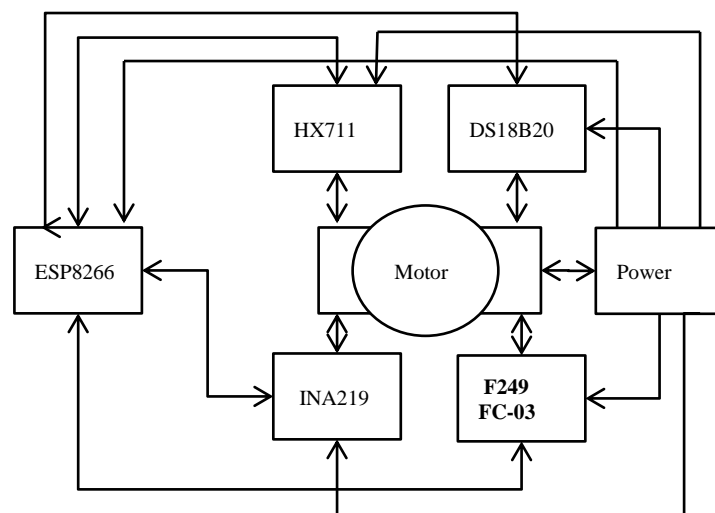 HX711
DS18B20
ESP8266
Motor
Power
INA219
F249
FC-03